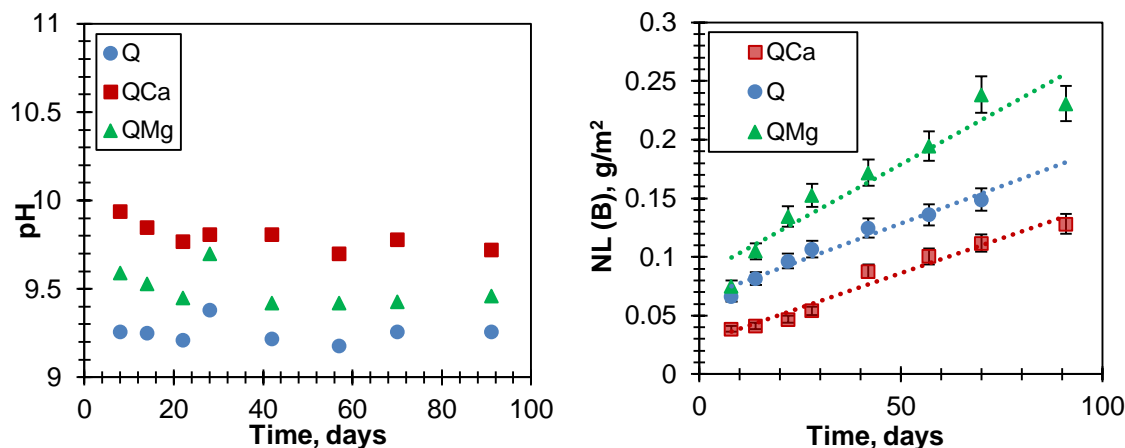 11
10.5
10
9.5
9
pH
Q
QCa
QMg
0 20 40 60 80 100
Time, days
0.3
0.25
0.2
0.15
0.1
0.05
0
NL (B), g/m²
QCa
Q
QMg
0 50 100
Time, days